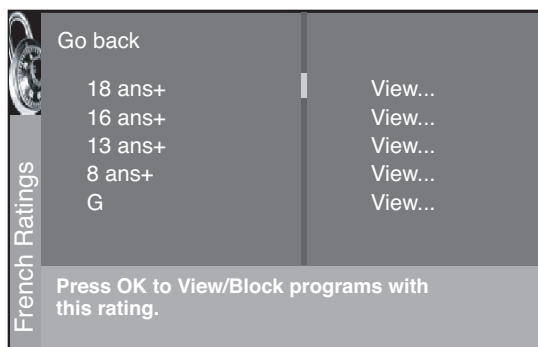 Go back
18 ans+ View...
16 ans+ View...
13 ans+ View...
8 ans+ View...
G View...
French Ratings
Press OK to View/Block programs with
this rating.